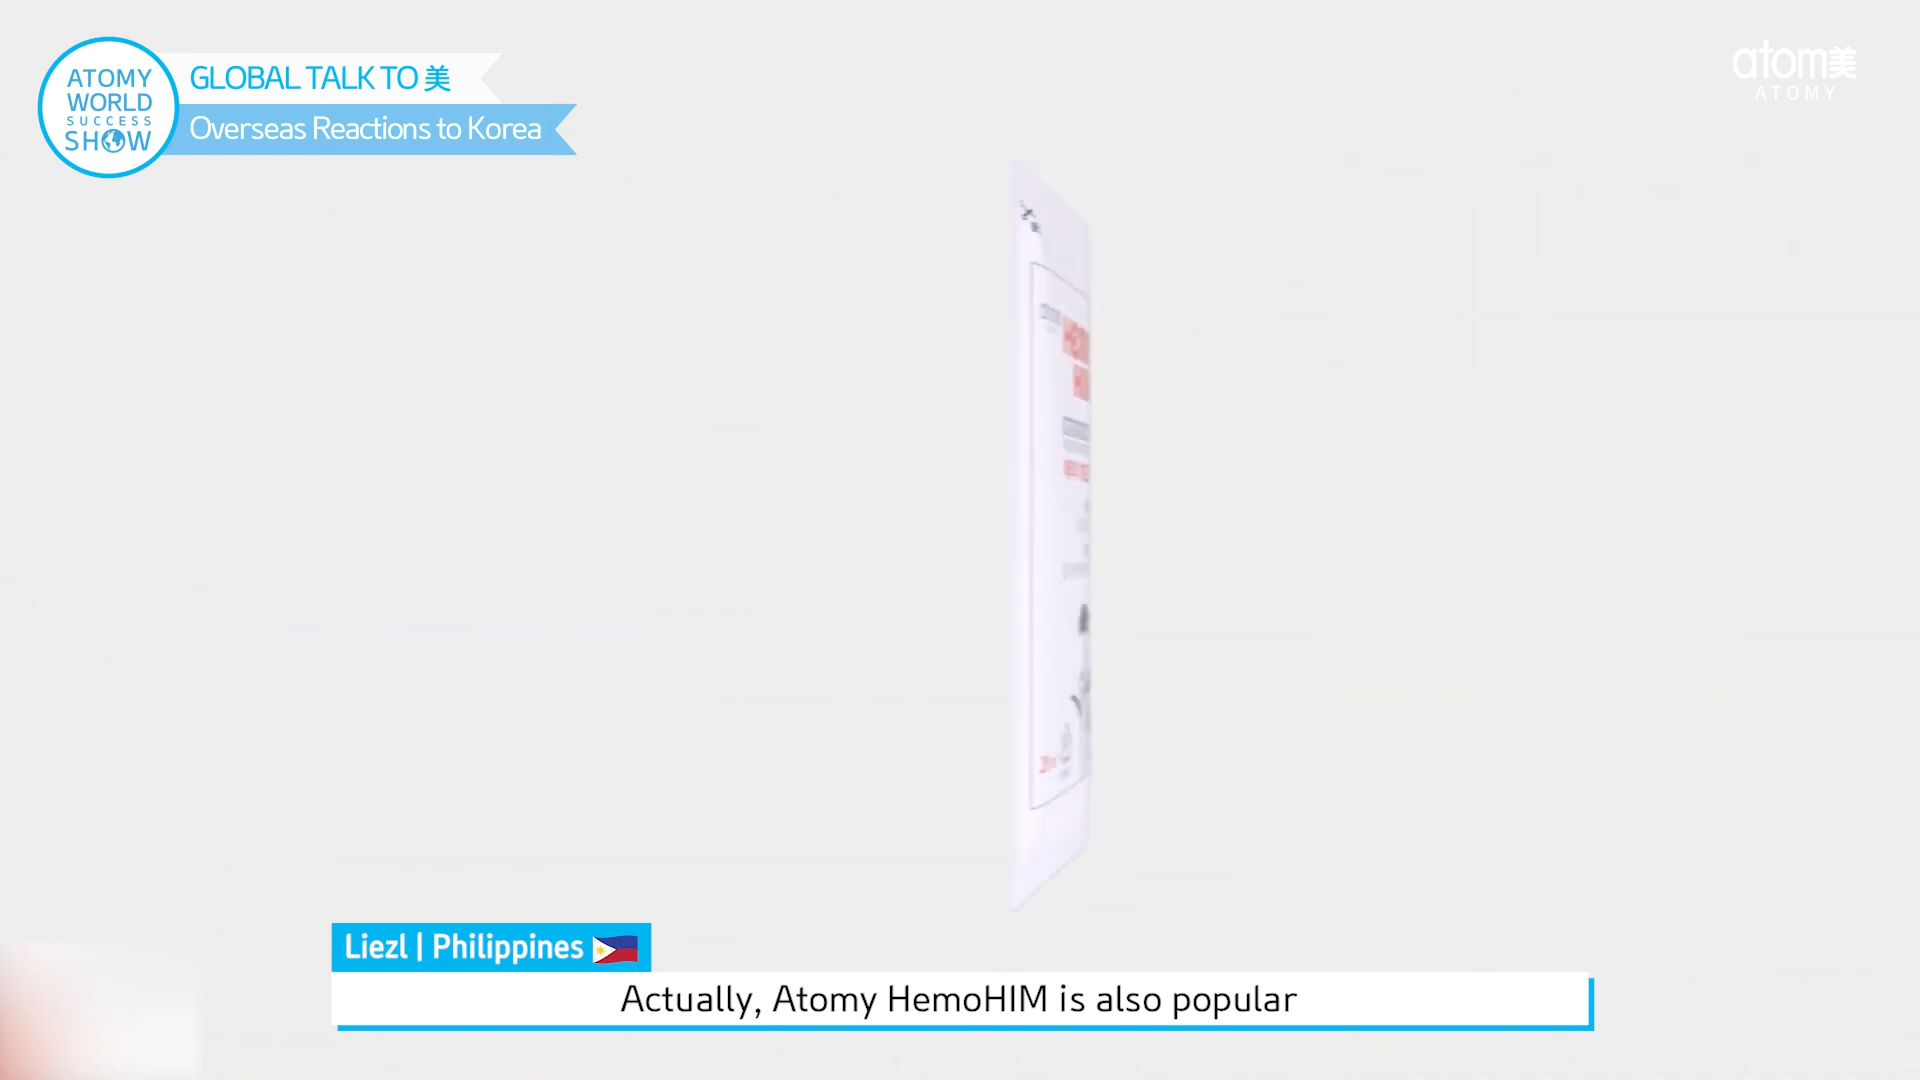 ATOMY
WORLD
SUCCESS
SHOW
GLOBAL TALK TO 美
Overseas Reactions to Korea
atom美
ATOMY
Liezl | Philippines
Actually, Atomy HemoHIM is also popular